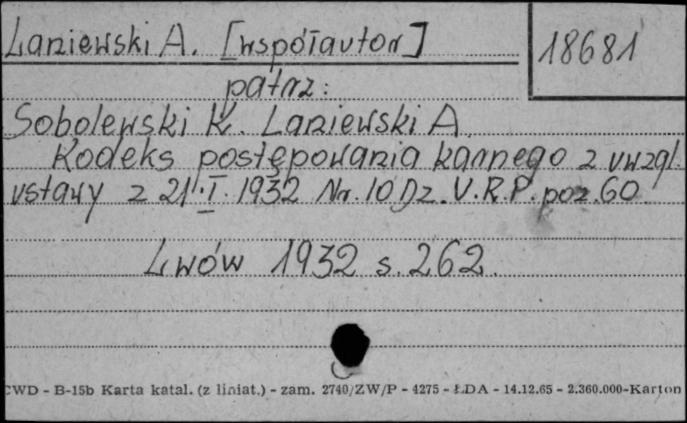 Laniewski A. [współautor]
18681
patrz:
Sobolewski K. Laniewski A.
Kodeks postępowania karnego z uwzgl.
ustawy z 21.I.1932 Nr.10 Dz.U.R.P. poz.60.
Lwów 1932 s.262.
CWD - B-15b Karta katal. (z liniat.) - zam. 2740/ZW/P - 4275 - ŁDA - 14.12.65 - 2.360.000-Karton